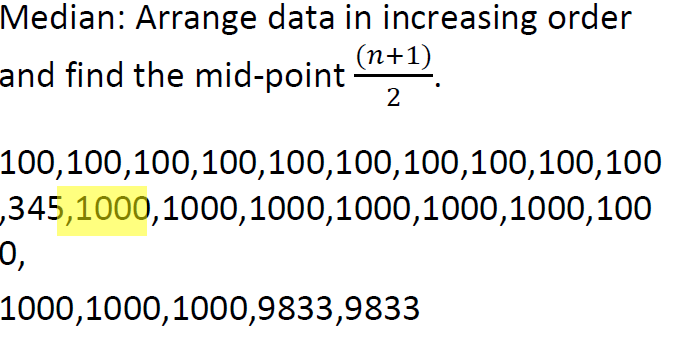 Median: Arrange data in increasing order
and find the mid-point (n+1)/2.
100,100,100,100,100,100,100,100,100,100
,345,1000,1000,1000,1000,1000,1000,100
0,
1000,1000,1000,9833,9833